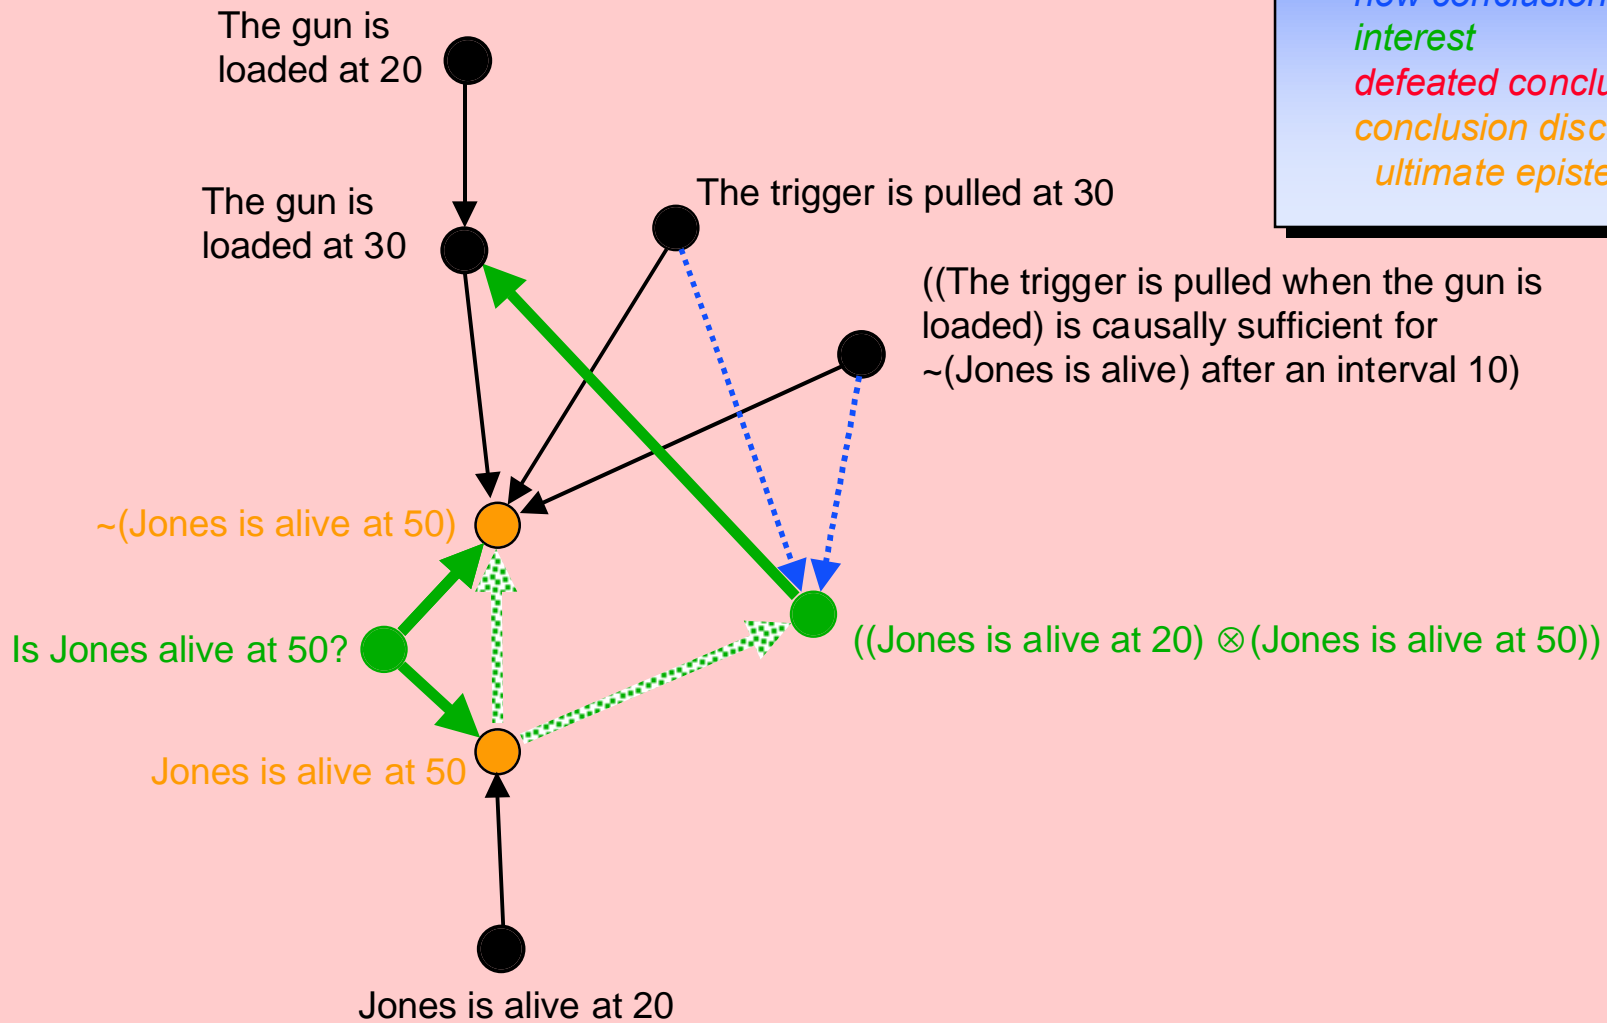 The gun is
loaded at 20
interest
defeated
conclusion
ultimate
The gun is
loaded at 30
The trigger is pulled at 30
((The trigger is pulled when the gun is
loaded) is causally sufficient for
~(Jones is alive) after an interval 10)
~(Jones is alive at 50)
Is Jones alive at 50?
((Jones is alive at 20) ⊗(Jones is alive at 50))
Jones is alive at 50
Jones is alive at 20